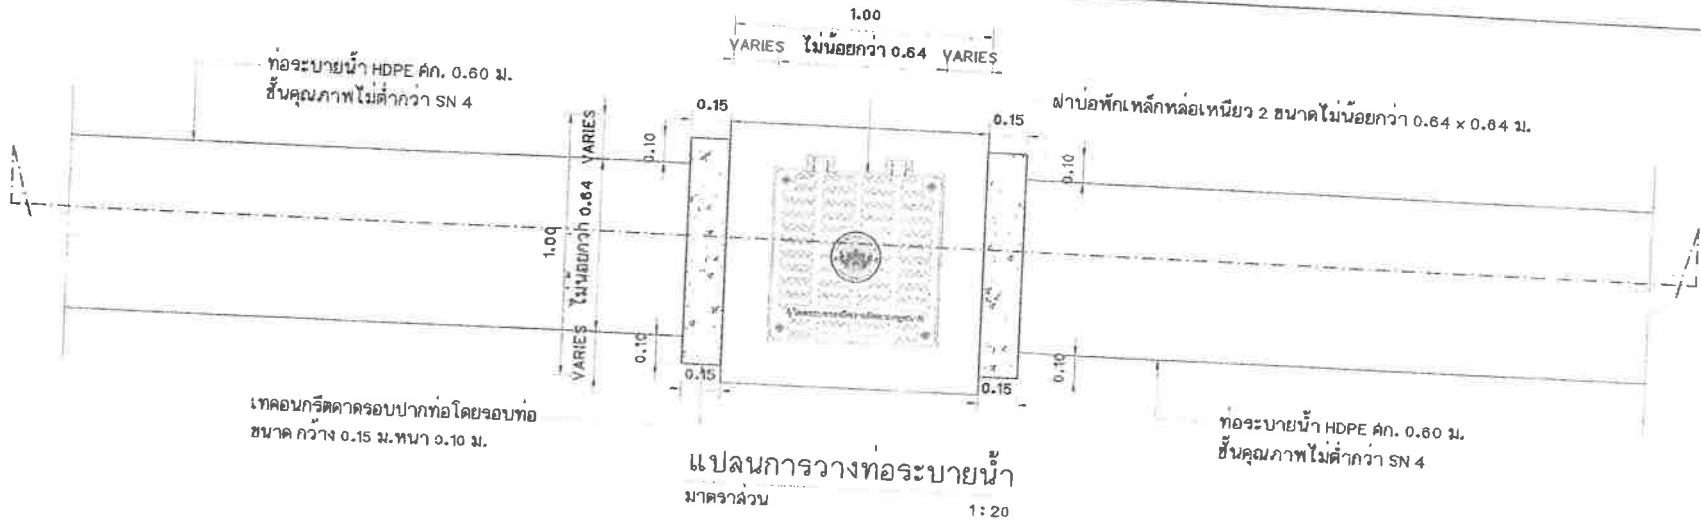 1.00
VARIES ไม่น้อยกว่า 0.64 VARIES
ท่อระบายน้ำ HDPE ศก. 0.60 ม.
ชั้นคุณภาพไม่ต่ำกว่า SN 4
0.15
0.15
ฝาบ่อพักเหล็กหล่อเหนียว 2 ขนาดไม่น้อยกว่า 0.64 x 0.64 ม.
0.10
0.10
1.00
VARIES ไม่น้อยกว่า 0.64 VARIES
0.10
0.10
0.15
0.15
เทคอนกรีตดาดรอบปากท่อโดยรอบท่อ
ขนาด กว้าง 0.15 ม.หนา 0.10 ม.
ท่อระบายน้ำ HDPE ศก. 0.60 ม.
ชั้นคุณภาพไม่ต่ำกว่า SN 4
แปลนการวางท่อระบายน้ำ
มาตราส่วน 1:20